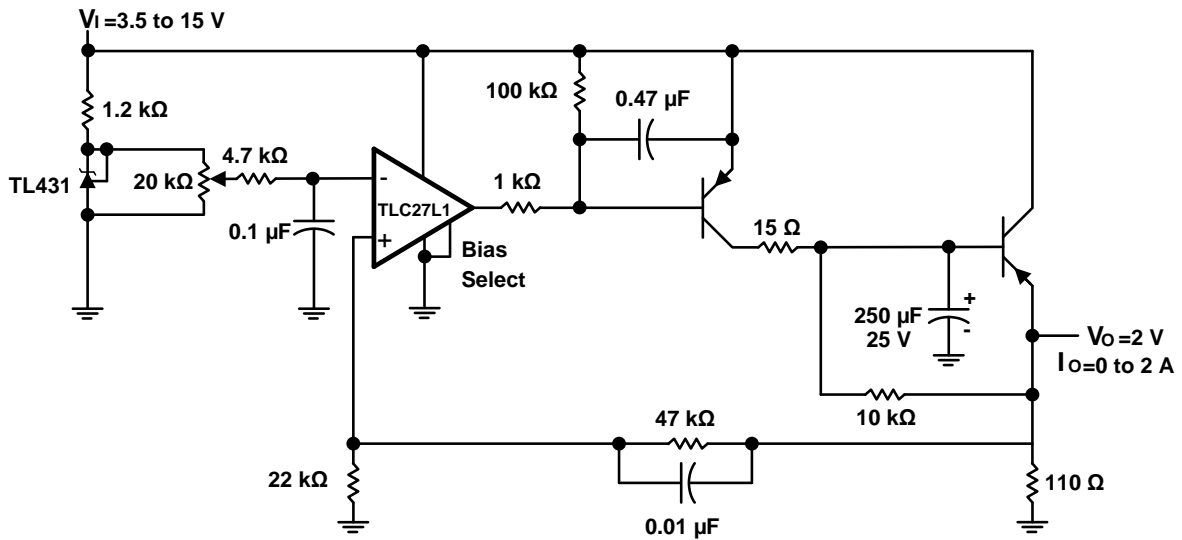 VI =3.5 to 15 V
1.2 kΩ
TL431
20 kΩ
4.7 kΩ
0.1 µF
-
TLC27L1
+
Bias
Select
1 kΩ
100 kΩ
0.47 µF
15 Ω
250 µF
25 V
+
-
VO =2 V
IO=0 to 2 A
10 kΩ
47 kΩ
0.01 µF
22 kΩ
110 Ω